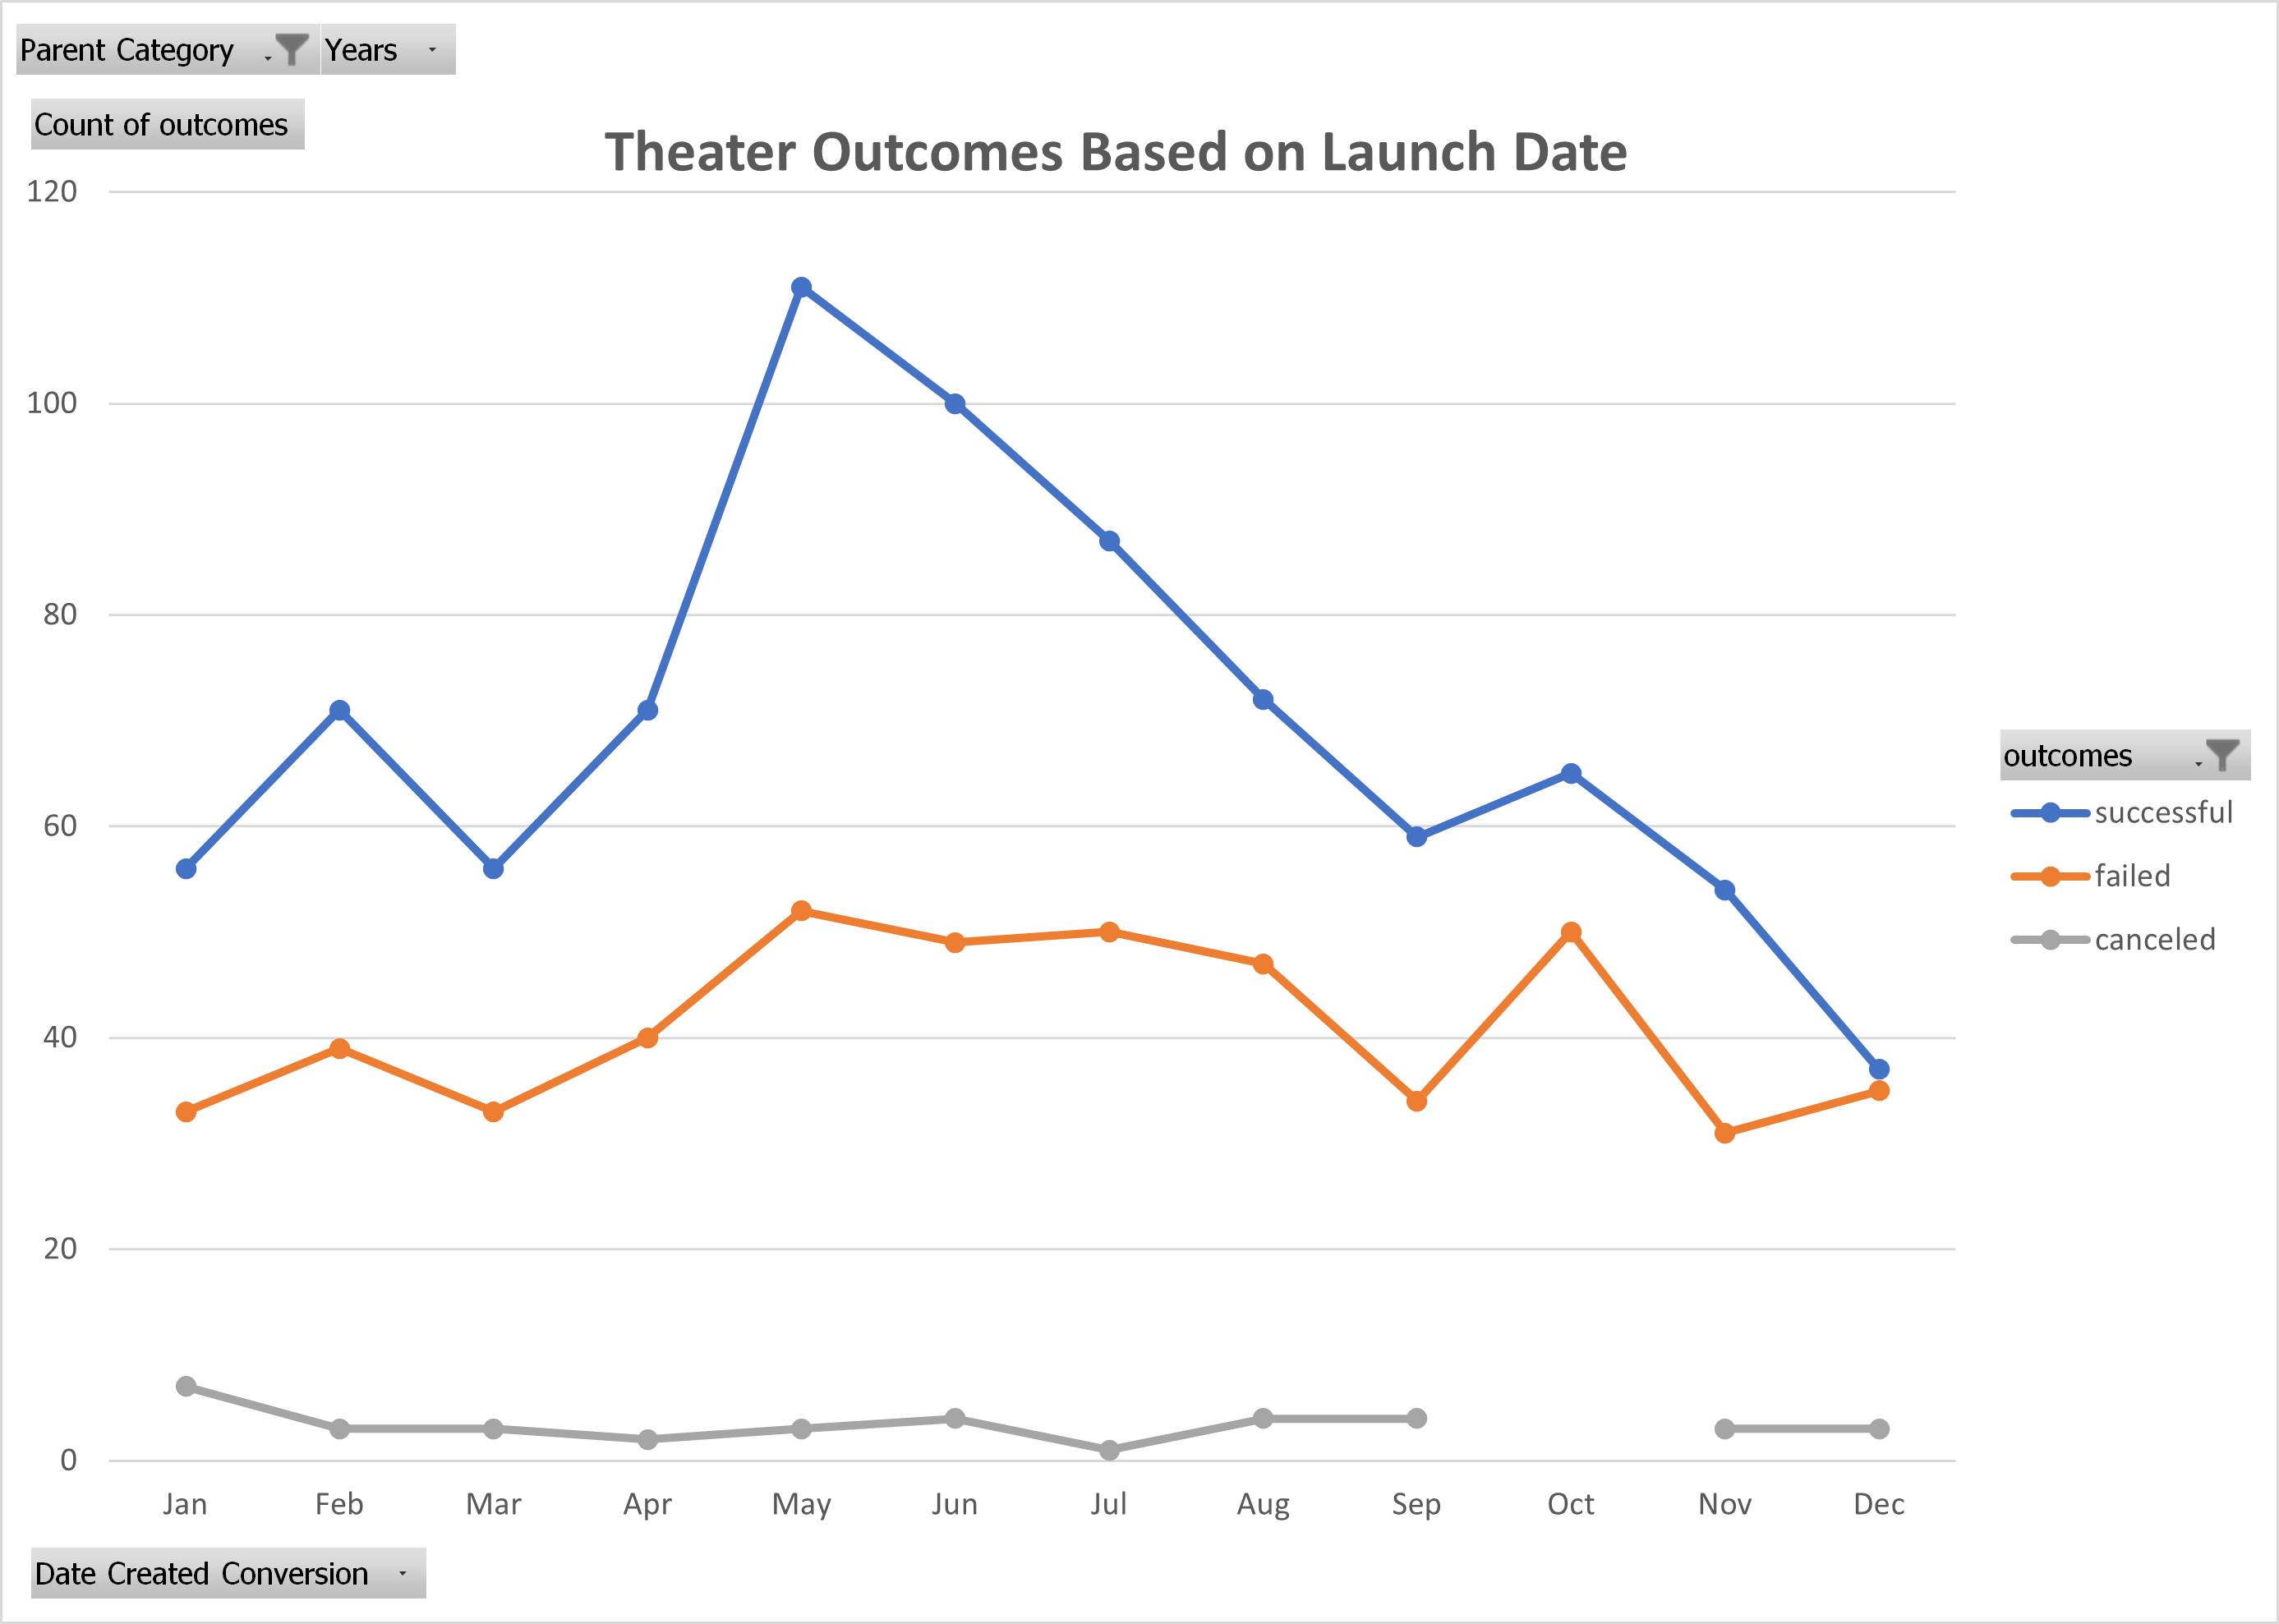 Parent Category Years
Count of outcomes
Theater Outcomes Based on Launch Date
120
100
80
60
40
20
0
Jan Feb Mar Apr May Jun Jul Aug Sep Oct Nov Dec
outcomes
successful
failed
canceled
Date Created Conversion